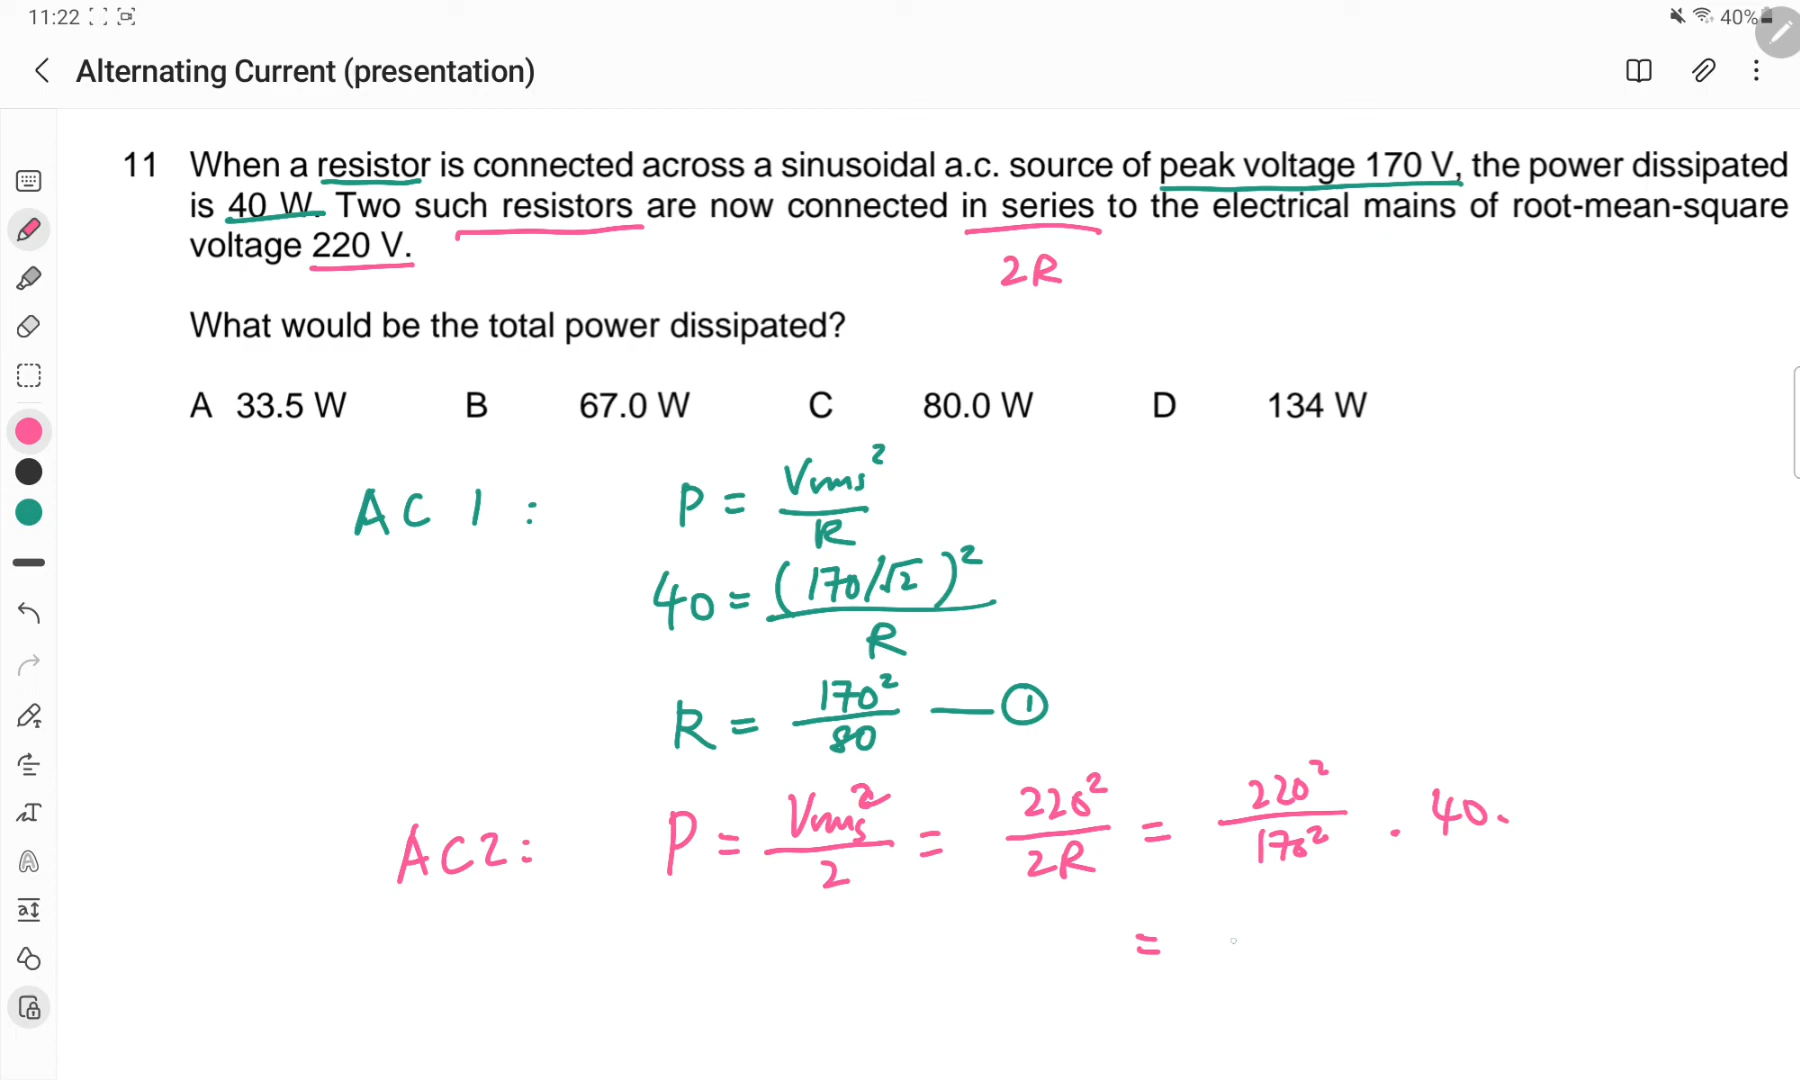 11:22 40%
Alternating Current (presentation)
11 When a resistor is connected across a sinusoidal a.c. source of peak voltage 170 V, the power dissipated
is 40 W. Two such resistors are now connected in series to the electrical mains of root-mean-square
voltage 220 V.
2R
What would be the total power dissipated?
A 33.5 W B 67.0 W C 80.0 W D 134 W
AC 1 : P = Vrms² / R
40 = (170/√2)² / R
R = 170² / 80 — ①
AC2 : P = Vrms² / 2 = 220² / 2R = 220² / 170² . 40.
=